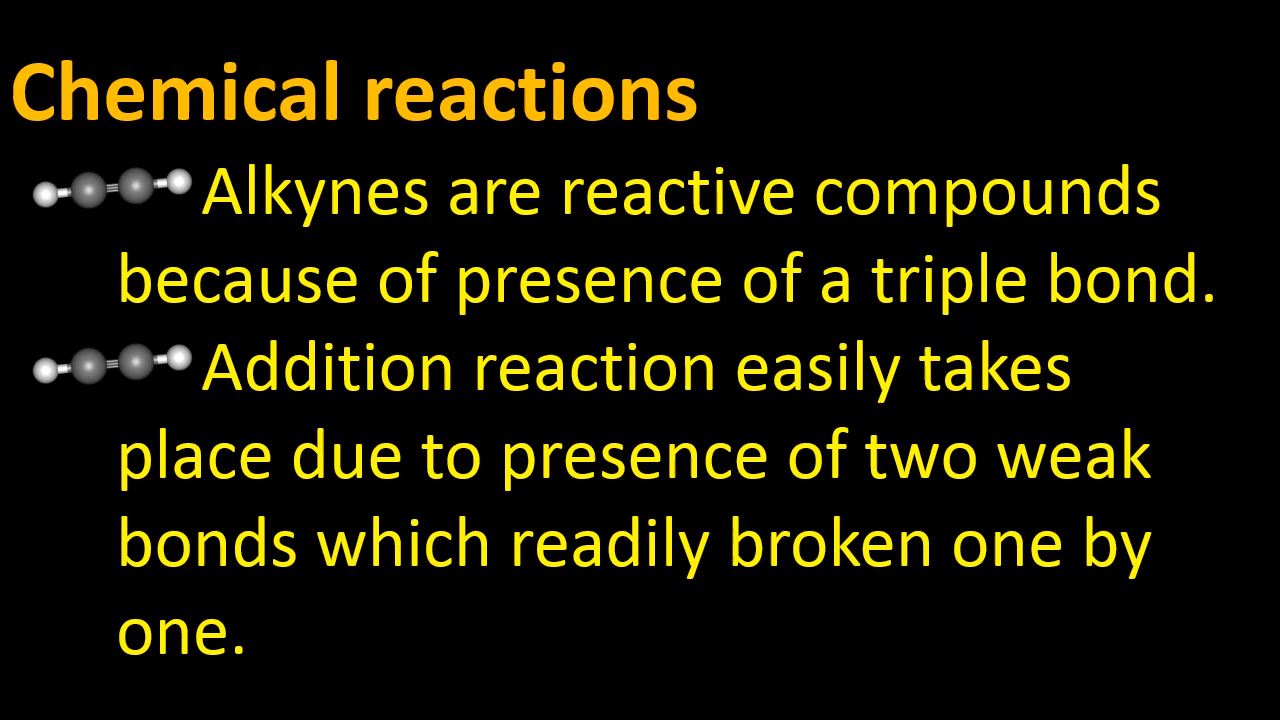 Chemical reactions
Alkynes are reactive compounds
because of presence of a triple bond.
Addition reaction easily takes
place due to presence of two weak
bonds which readily broken one by
one.